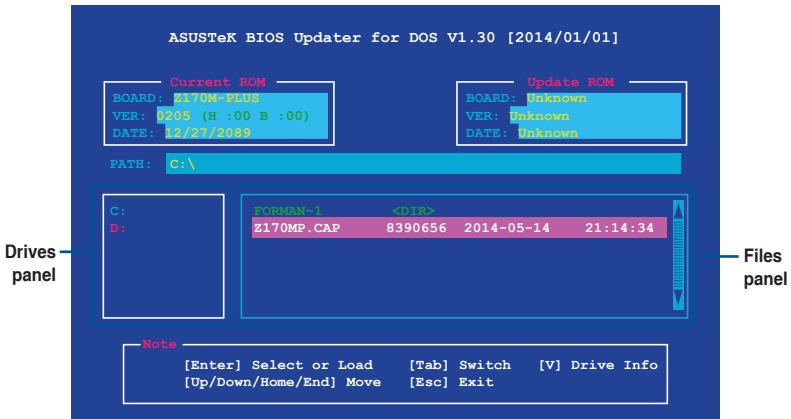 ASUSTeK BIOS Updater for DOS V1.30 [2014/01/01]
Current ROM
BOARD: Z170M-PLUS
VER: 0205 (H :00 B :00)
DATE: 12/27/2089
Update ROM
BOARD: Unknown
VER: Unknown
DATE: Unknown
PATH: C:\
C:
D:
FORMAN~1 <DIR>
Z170MP.CAP 8390656 2014-05-14 21:14:34
Drives panel
Files panel
Note
[Enter] Select or Load [Tab] Switch [V] Drive Info
[Up/Down/Home/End] Move [Esc] Exit